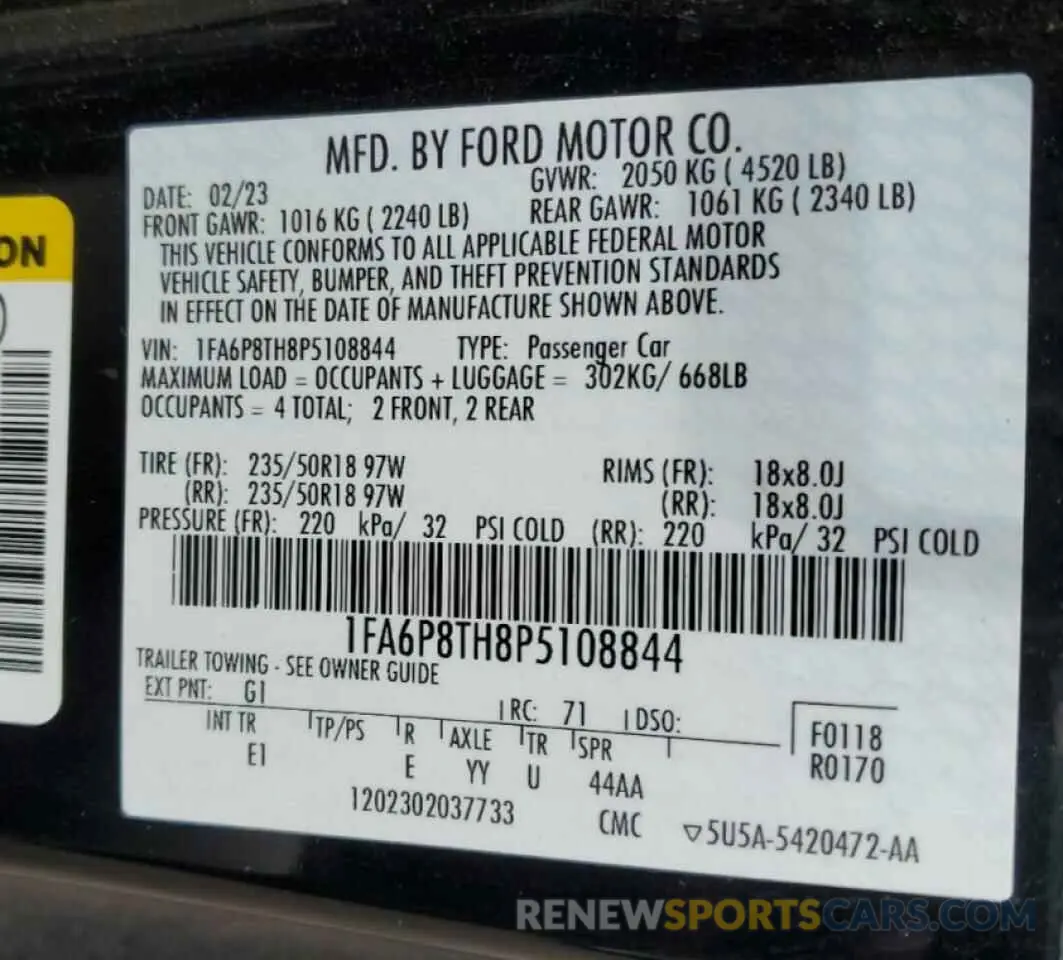 MFD. BY FORD MOTOR CO.
DATE: 02/23 GVWR: 2050 KG ( 4520 LB)
FRONT GAWR: 1016 KG ( 2240 LB) REAR GAWR: 1061 KG ( 2340 LB)
THIS VEHICLE CONFORMS TO ALL APPLICABLE FEDERAL MOTOR
VEHICLE SAFETY, BUMPER, AND THEFT PREVENTION STANDARDS
IN EFFECT ON THE DATE OF MANUFACTURE SHOWN ABOVE.
VIN: 1FA6P8TH8P5108844 TYPE: Passenger Car
MAXIMUM LOAD = OCCUPANTS + LUGGAGE = 302KG/ 668LB
OCCUPANTS = 4 TOTAL; 2 FRONT, 2 REAR
TIRE (FR): 235/50R18 97W RIMS (FR): 18x8.0J
(RR): 235/50R18 97W (RR): 18x8.0J
PRESSURE (FR): 220 kPa/ 32 PSI COLD (RR): 220 kPa/ 32 PSI COLD
1FA6P8TH8P5108844
TRAILER TOWING - SEE OWNER GUIDE
EXT PNT: G1 RC: 71 DSO:
INT TR TP/PS R AXLE TR SPR F0118
EI E YY U 44AA R0170
1202302037733 CMC ▽5U5A-5420472-AA
ON
RENEWSPORTSCARS.COM